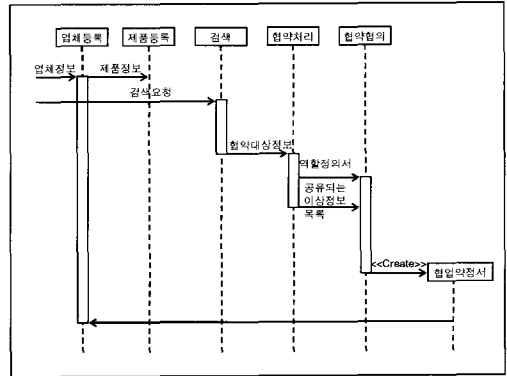 업체등록
제품등록
검색
협약처리
협약협의
업체정보
제품정보
검색요청
협약대상정보
역할정의서
공유되는
이상정보
목록
<<Create>>
협업약정서